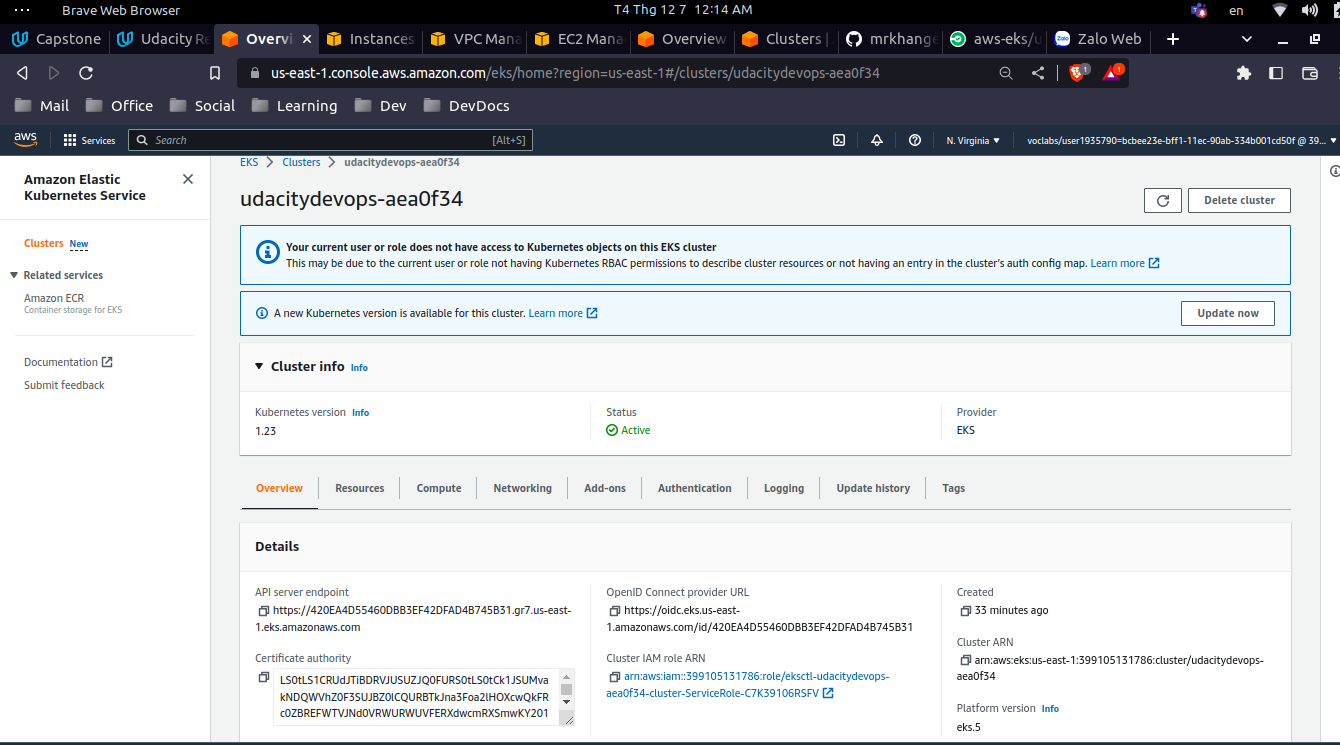 Brave Web Browser
T4 Thg 12 7 12:14 AM
en
Capstone
Udacity Re
Overvi
Instances
VPC Mana
EC2 Mana
Overview
Clusters |
mrkhange
aws-eks/u
Zalo Web
us-east-1.console.aws.amazon.com/eks/home?region=us-east-1#/clusters/udacitydevops-aea0f34
1
1
Mail
Office
Social
Learning
Dev
DevDocs
aws
Services
Search
[Alt+S]
N. Virginia
voclabs/user1935790=bcbee23e-bff1-11ec-90ab-334b001cd50f @ 39...
Amazon Elastic
Kubernetes Service
Clusters New
Related services
Amazon ECR
Container storage for EKS
Documentation
Submit feedback
EKS
Clusters
udacitydevops-aea0f34
udacitydevops-aea0f34
Delete cluster
Your current user or role does not have access to Kubernetes objects on this EKS cluster
This may be due to the current user or role not having Kubernetes RBAC permissions to describe cluster resources or not having an entry in the cluster's auth config map. Learn more
A new Kubernetes version is available for this cluster. Learn more
Update now
Cluster info Info
Kubernetes version Info
1.23
Status
Active
Provider
EKS
Overview
Resources
Compute
Networking
Add-ons
Authentication
Logging
Update history
Tags
Details
API server endpoint
https://420EA4D55460DBB3EF42DFAD4B745B31.gr7.us-east-
1.eks.amazonaws.com
Certificate authority
LS0tLS1CRUdJTiBDRVJUSUZJQ0FURS0tLS0tCk1JSUMva
kNDQWVhZ0F3SUJBZ0lCQURBTkJna3Foa2lHOXcwQkFR
c0ZBREFWTVJNd0VRWURWUVFERXdwcmRXSmwKY201
OpenID Connect provider URL
https://oidc.eks.us-east-
1.amazonaws.com/id/420EA4D55460DBB3EF42DFAD4B745B31
Cluster IAM role ARN
arn:aws:iam::399105131786:role/eksctl-udacitydevops-
aea0f34-cluster-ServiceRole-C7K39106RSFV
Created
33 minutes ago
Cluster ARN
arn:aws:eks:us-east-1:399105131786:cluster/udacitydevops-
aea0f34
Platform version Info
eks.5